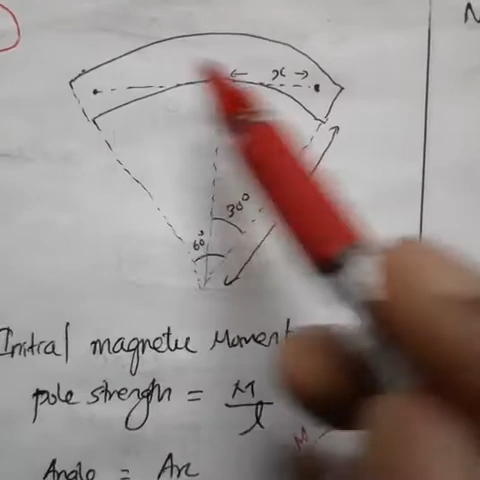 x
30°
60°
Initial magnetic Moment
pole strength = M/l
M
Angle = Arc